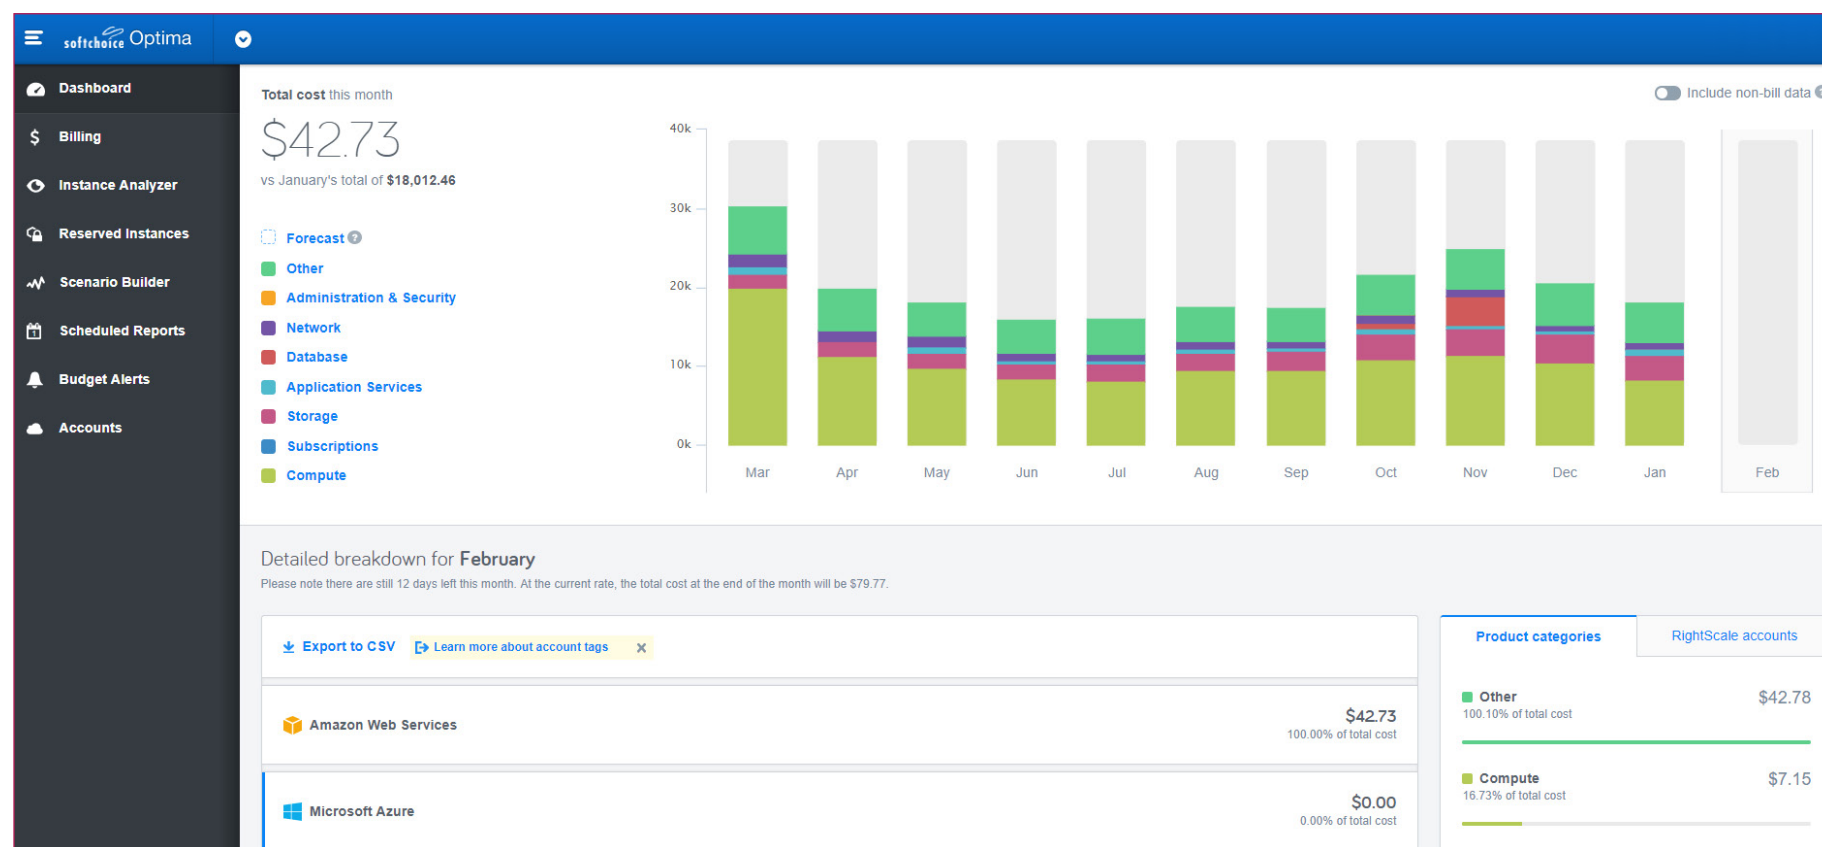 softchoice Optima
Dashboard
Billing
Instance Analyzer
Reserved Instances
Scenario Builder
Scheduled Reports
Budget Alerts
Accounts
Total cost this month
$42.73
vs January's total of $18,012.46
Forecast ?
Other
Administration & Security
Network
Database
Application Services
Storage
Subscriptions
Compute
Include non-bill data
40k
30k
20k
10k
0k
Mar Apr May Jun Jul Aug Sep Oct Nov Dec Jan Feb
Detailed breakdown for February
Please note there are still 12 days left this month. At the current rate, the total cost at the end of the month will be $79.77.
Export to CSV Learn more about account tags x
Amazon Web Services
$42.73
100.00% of total cost
Microsoft Azure
$0.00
0.00% of total cost
Product categories RightScale accounts
Other $42.78
100.10% of total cost
Compute $7.15
16.73% of total cost